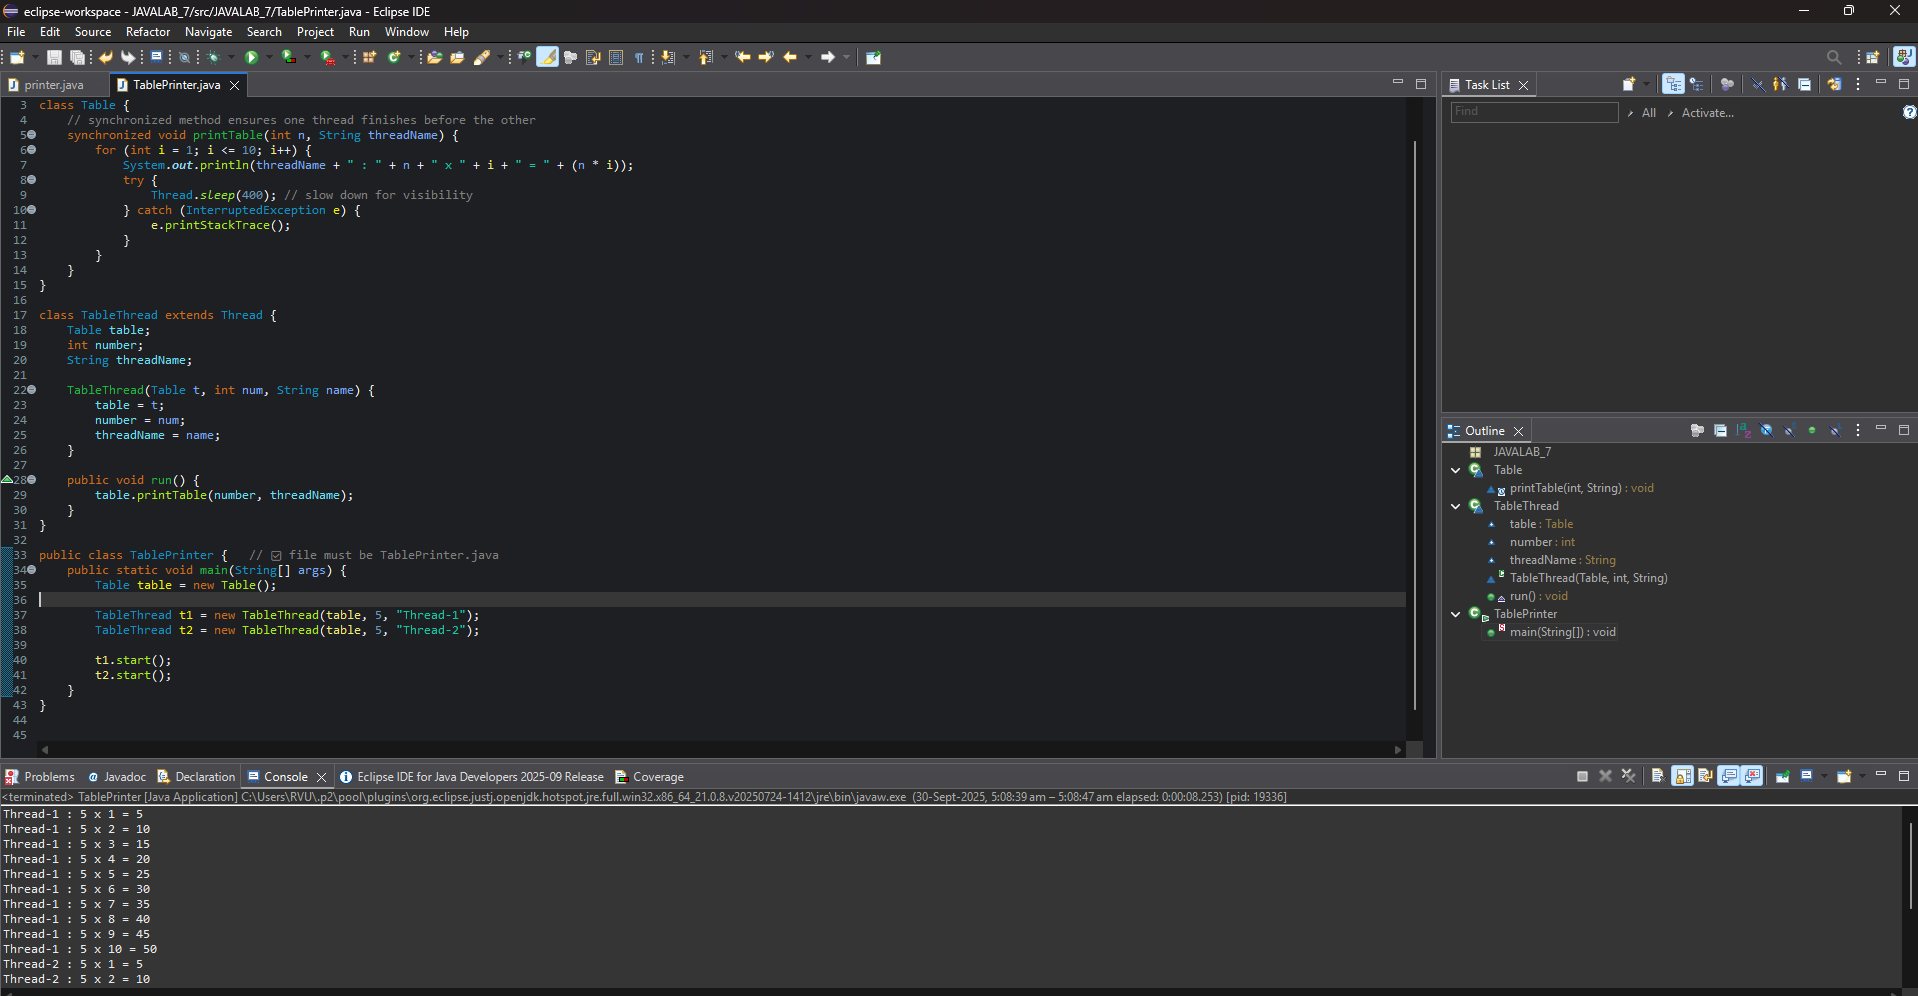 eclipse-workspace - JAVALAB_7/src/JAVALAB_7/TablePrinter.java - Eclipse IDE
File Edit Source Refactor Navigate Search Project Run Window Help
printer.java TablePrinter.java
3 class Table {
4 // synchronized method ensures one thread finishes before the other
5 synchronized void printTable(int n, String threadName) {
6 for (int i = 1; i <= 10; i++) {
7 System.out.println(threadName + " : " + n + " x " + i + " = " + (n * i));
8 try {
9 Thread.sleep(400); // slow down for visibility
10 } catch (InterruptedException e) {
11 e.printStackTrace();
12 }
13 }
14 }
15 }
16
17 class TableThread extends Thread {
18 Table table;
19 int number;
20 String threadName;
21
22 TableThread(Table t, int num, String name) {
23 table = t;
24 number = num;
25 threadName = name;
26 }
27
28 public void run() {
29 table.printTable(number, threadName);
30 }
31 }
32
33 public class TablePrinter { // ☑ file must be TablePrinter.java
34 public static void main(String[] args) {
35 Table table = new Table();
36
37 TableThread t1 = new TableThread(table, 5, "Thread-1");
38 TableThread t2 = new TableThread(table, 5, "Thread-2");
39
40 t1.start();
41 t2.start();
42 }
43 }
44
45
Task List
Find All Activate...
Outline
JAVALAB_7
Table
printTable(int, String) : void
TableThread
table : Table
number : int
threadName : String
TableThread(Table, int, String)
run() : void
TablePrinter
main(String[]) : void
Problems Javadoc Declaration Console Eclipse IDE for Java Developers 2025-09 Release Coverage
<terminated> TablePrinter [Java Application] C:\Users\RVU\.p2\pool\plugins\org.eclipse.justj.openjdk.hotspot.jre.full.win32.x86_64_21.0.8.v20250724-1412\jre\bin\javaw.exe (30-Sept-2025, 5:08:39 am – 5:08:47 am elapsed: 0:00:08.253) [pid: 19336]
Thread-1 : 5 x 1 = 5
Thread-1 : 5 x 2 = 10
Thread-1 : 5 x 3 = 15
Thread-1 : 5 x 4 = 20
Thread-1 : 5 x 5 = 25
Thread-1 : 5 x 6 = 30
Thread-1 : 5 x 7 = 35
Thread-1 : 5 x 8 = 40
Thread-1 : 5 x 9 = 45
Thread-1 : 5 x 10 = 50
Thread-2 : 5 x 1 = 5
Thread-2 : 5 x 2 = 10